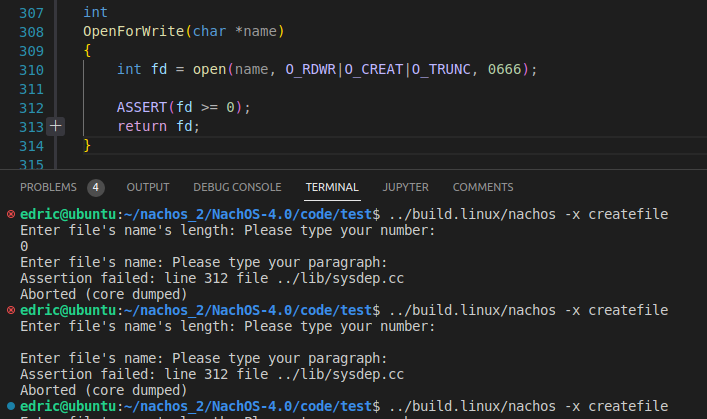 307 int
308 OpenForWrite(char *name)
309 {
310 int fd = open(name, O_RDWR|O_CREAT|O_TRUNC, 0666);
311
312 ASSERT(fd >= 0);
313 return fd;
314 }
315
PROBLEMS 4 OUTPUT DEBUG CONSOLE TERMINAL JUPYTER COMMENTS
edric@ubuntu:~/nachos_2/NachOS-4.0/code/test$ ../build.linux/nachos -x createfile
Enter file's name's length: Please type your number:
0
Enter file's name: Please type your paragraph:
Assertion failed: line 312 file ../lib/sysdep.cc
Aborted (core dumped)
edric@ubuntu:~/nachos_2/NachOS-4.0/code/test$ ../build.linux/nachos -x createfile
Enter file's name's length: Please type your number:
Enter file's name: Please type your paragraph:
Assertion failed: line 312 file ../lib/sysdep.cc
Aborted (core dumped)
edric@ubuntu:~/nachos_2/NachOS-4.0/code/test$ ../build.linux/nachos -x createfile